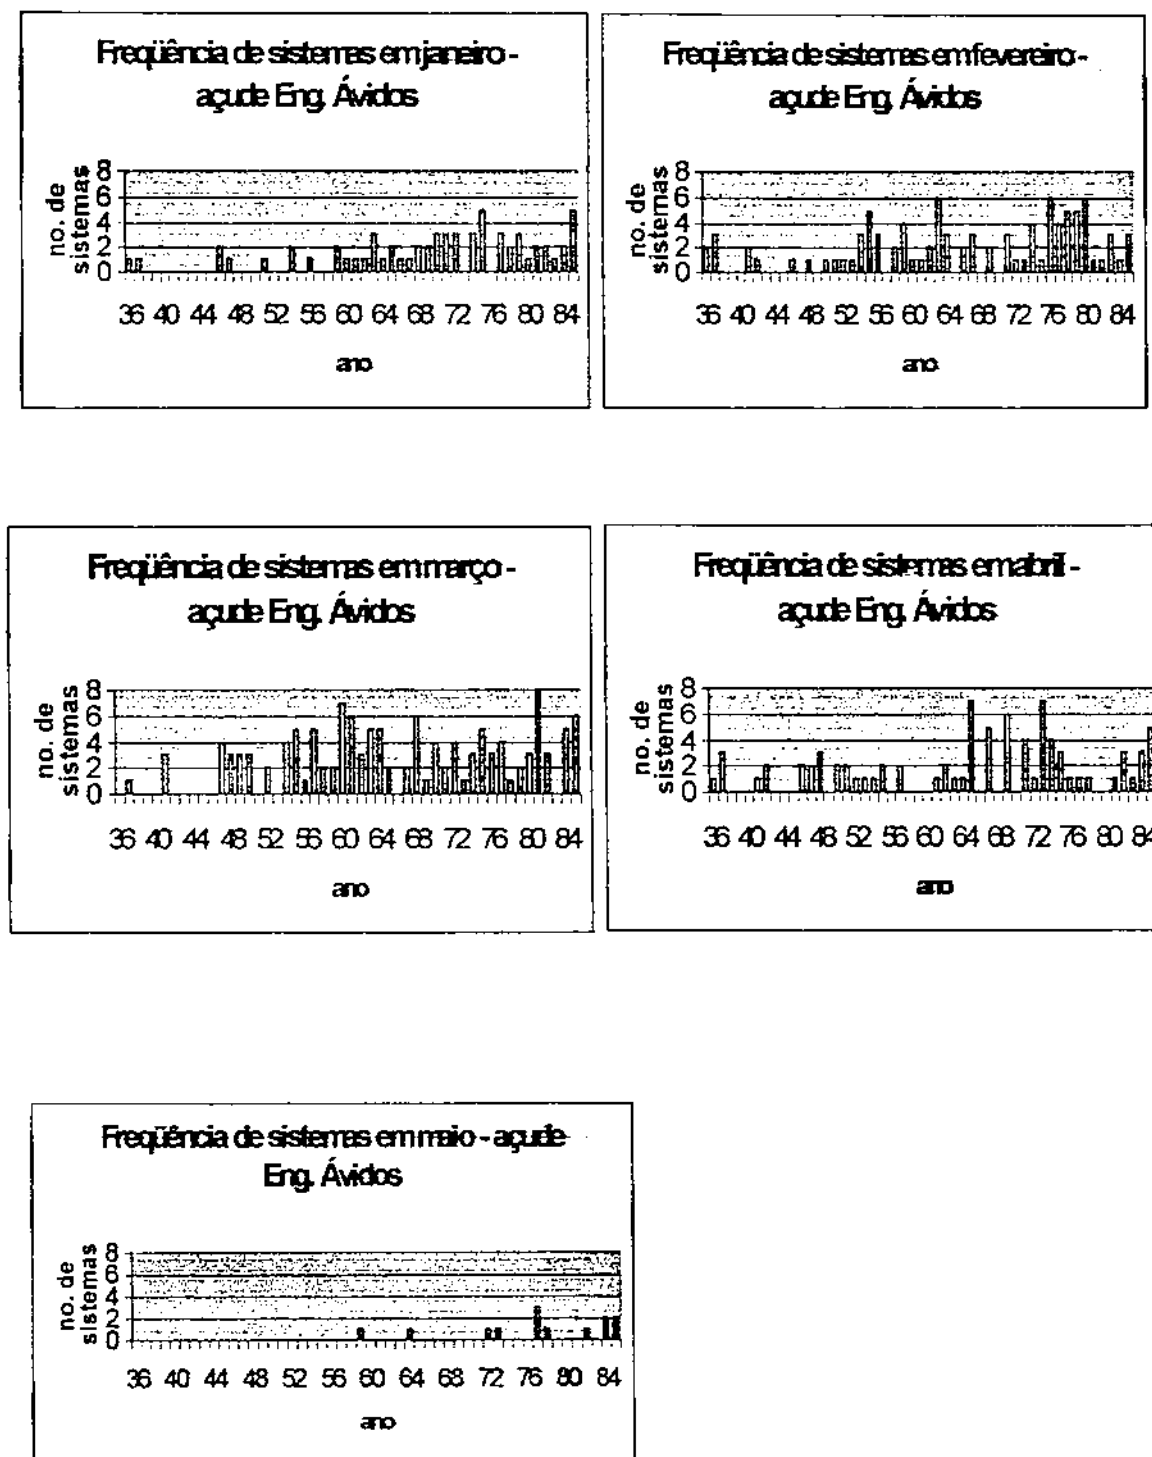 Freqüência de sistemas em janeiro -
açude Eng. Ávidos
no. de
sistemas
8
6
4
2
0
36 40 44 48 52 56 60 64 68 72 76 80 84
ano
Freqüência de sistemas em fevereiro -
açude Eng. Ávidos
no. de
sistemas
8
6
4
2
0
36 40 44 48 52 56 60 64 68 72 76 80 84
ano
Freqüência de sistemas em março -
açude Eng. Ávidos
no. de
sistemas
8
6
4
2
0
36 40 44 48 52 56 60 64 68 72 76 80 84
ano
Freqüência de sistemas em abril -
açude Eng. Ávidos
no. de
sistemas
8
6
4
2
0
36 40 44 48 52 56 60 64 68 72 76 80 84
ano
Freqüência de sistemas em maio - açude
Eng. Ávidos
no. de
sistemas
8
6
4
2
0
36 40 44 48 52 56 60 64 68 72 76 80 84
ano